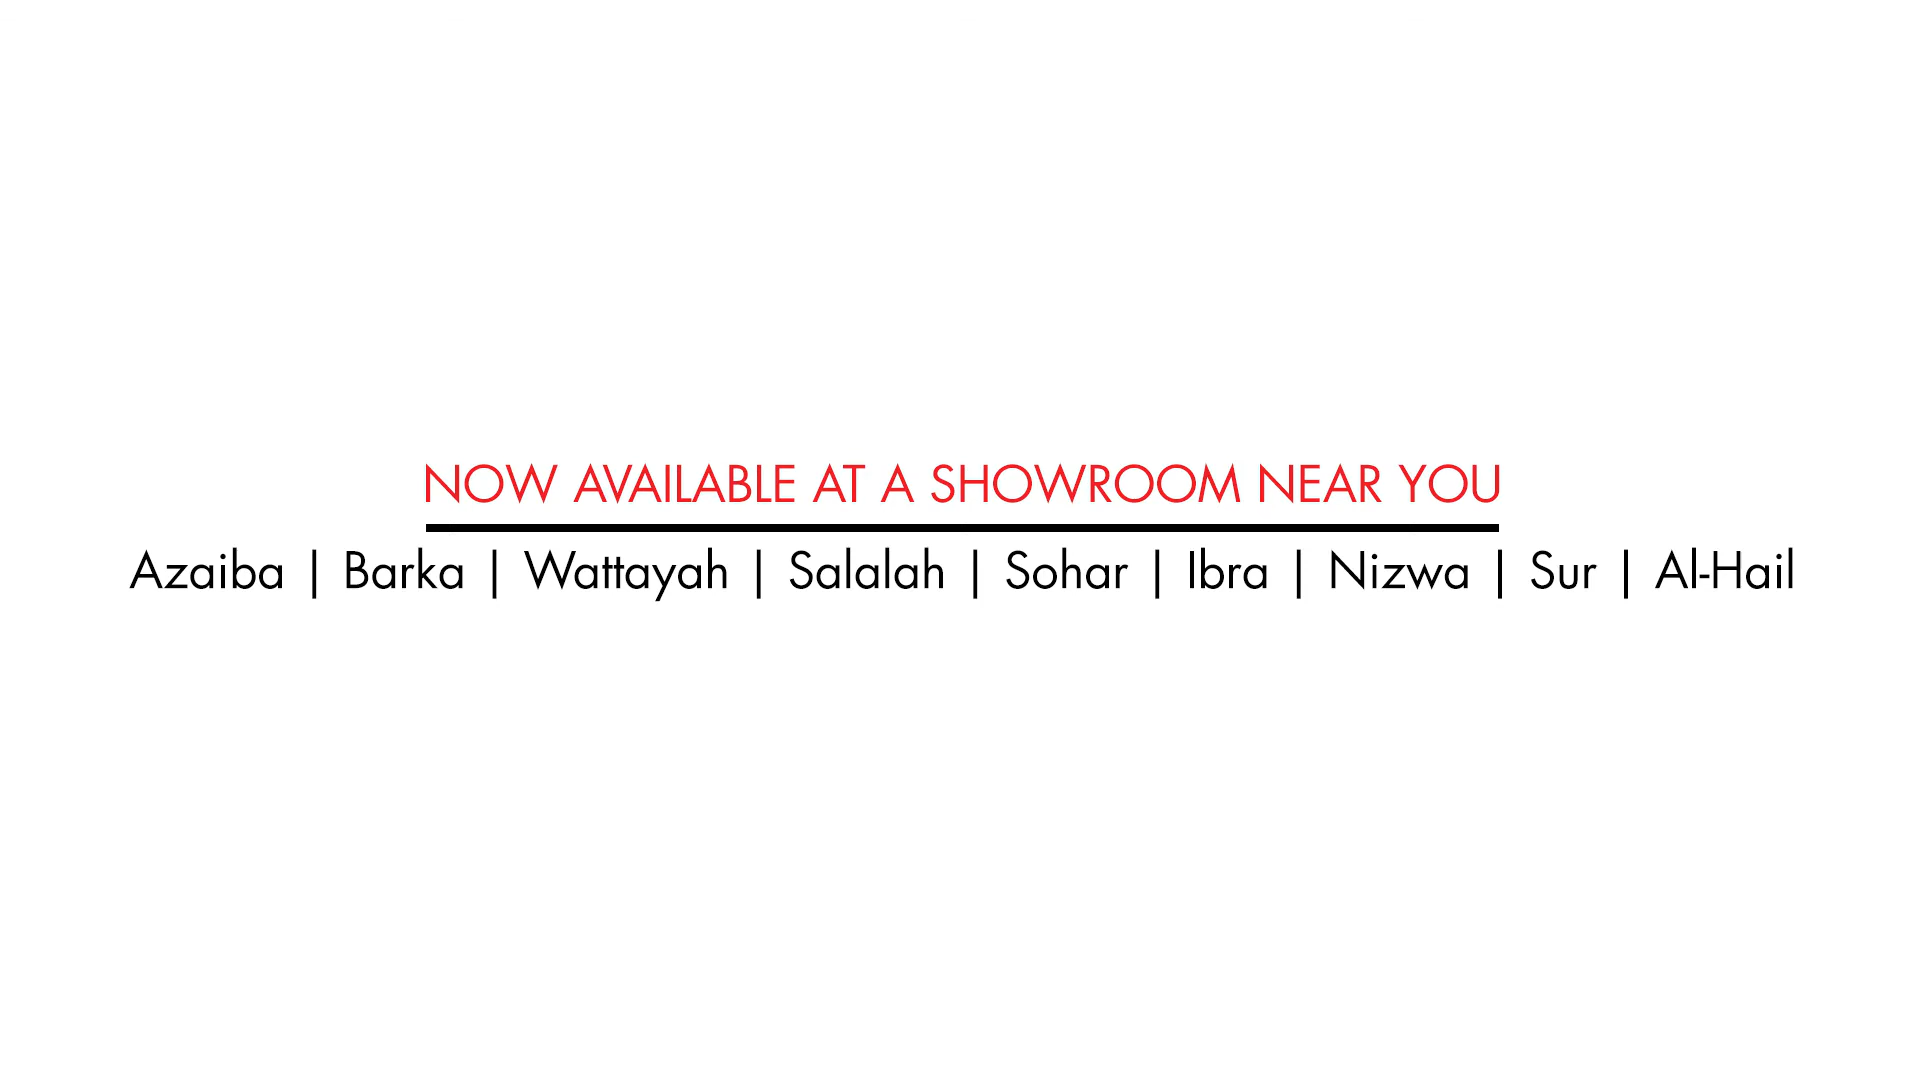 NOW AVAILABLE AT A SHOWROOM NEAR YOU
Azaiba | Barka | Wattayah | Salalah | Sohar | Ibra | Nizwa | Sur | Al-Hail